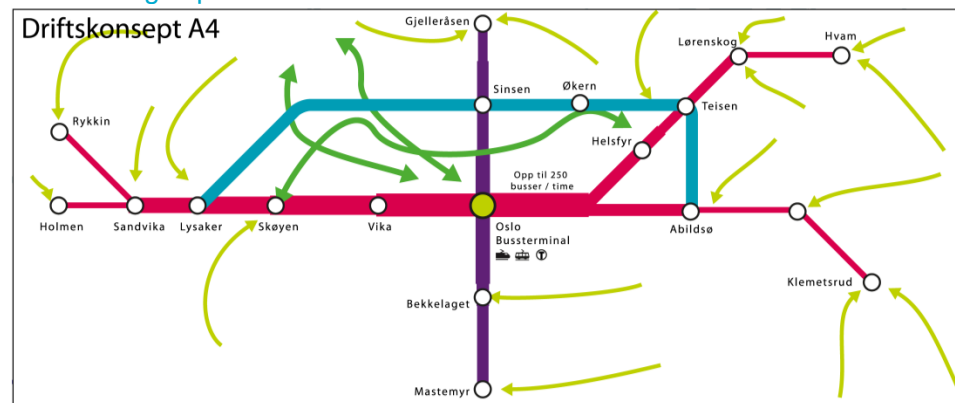 Driftskonsept A4
Gjelleråsen
Lørenskog
Hvam
Sinsen
Økern
Teisen
Rykkin
Helsfyr
Opp til 250
busser / time
Holmen
Sandvika
Lysaker
Skøyen
Vika
Oslo
Bussterminal
Abildsø
Klemetsrud
Bekkelaget
Mastemyr